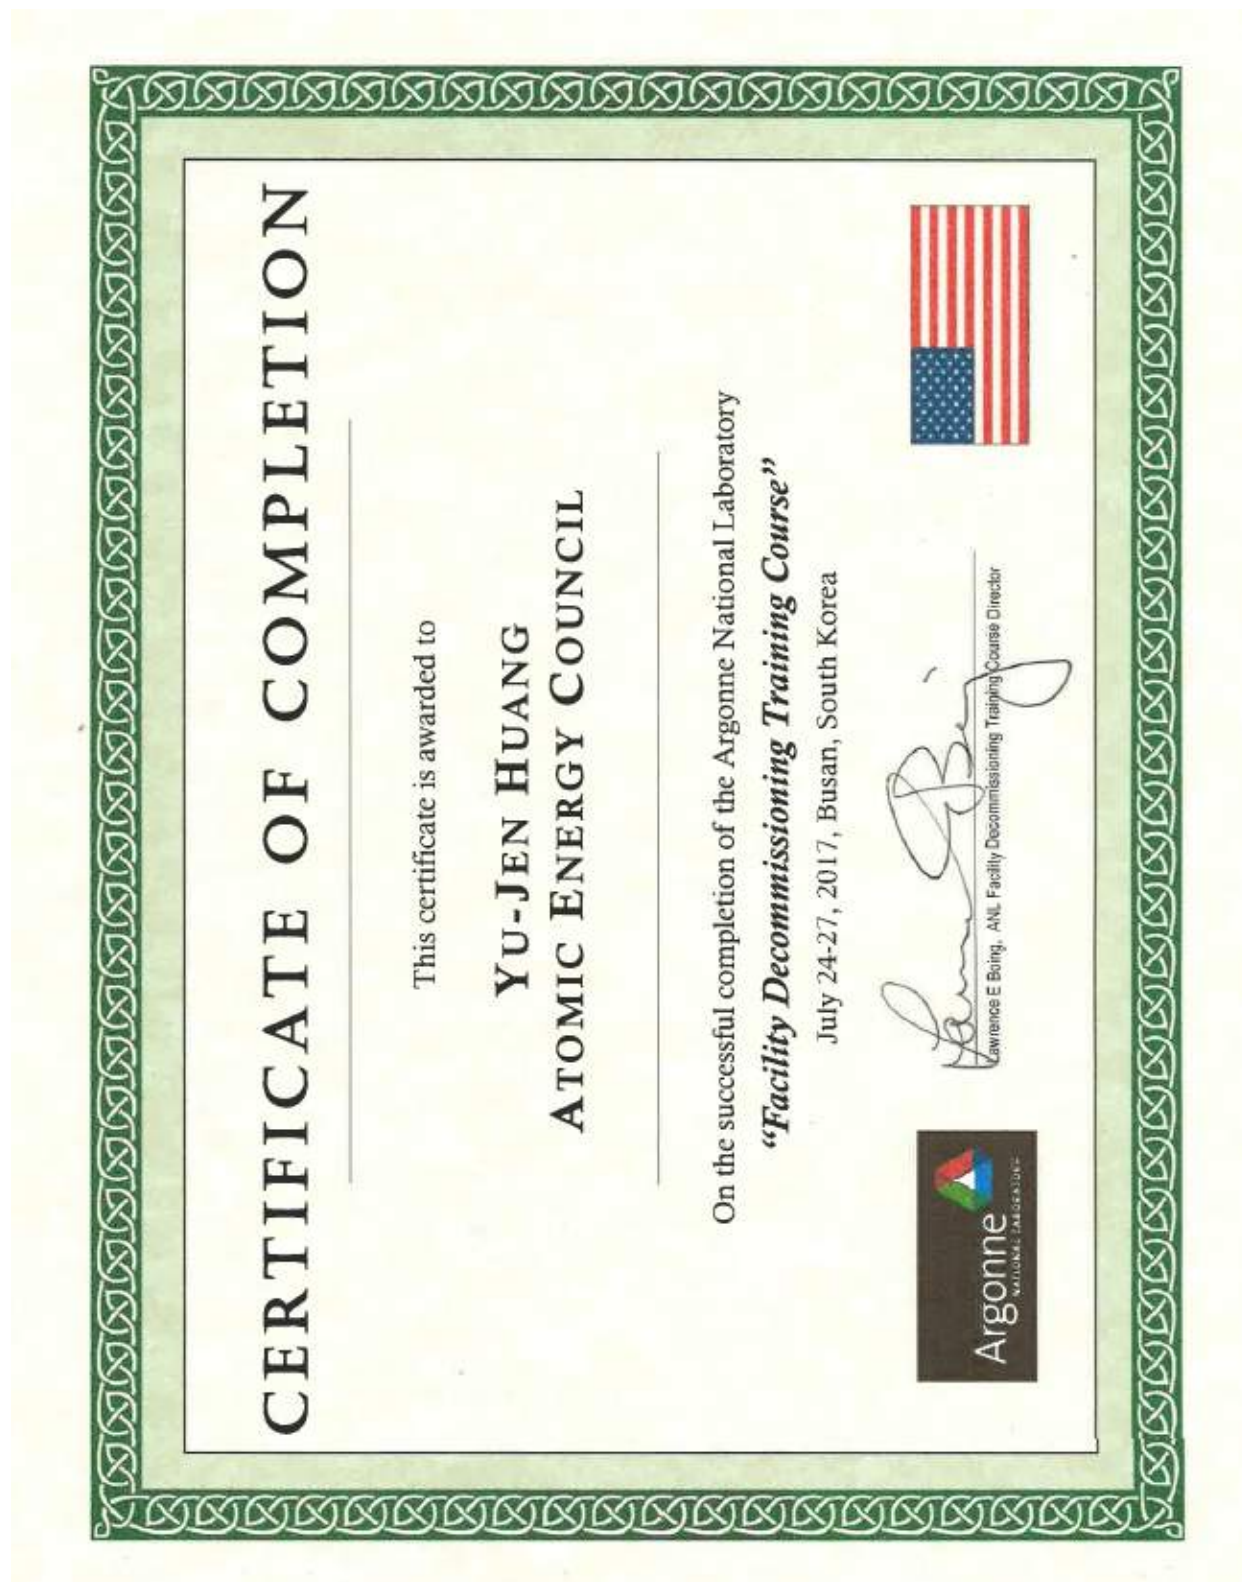 CERTIFICATE OF COMPLETION
This certificate is awarded to
YU-JEN HUANG
ATOMIC ENERGY COUNCIL
On the successful completion of the Argonne National Laboratory
“Facility Decommissioning Training Course”
July 24-27, 2017, Busan, South Korea
Lawrence E Boing, ANL Facility Decommissioning Training Course Director
Argonne
NATIONAL LABORATORY